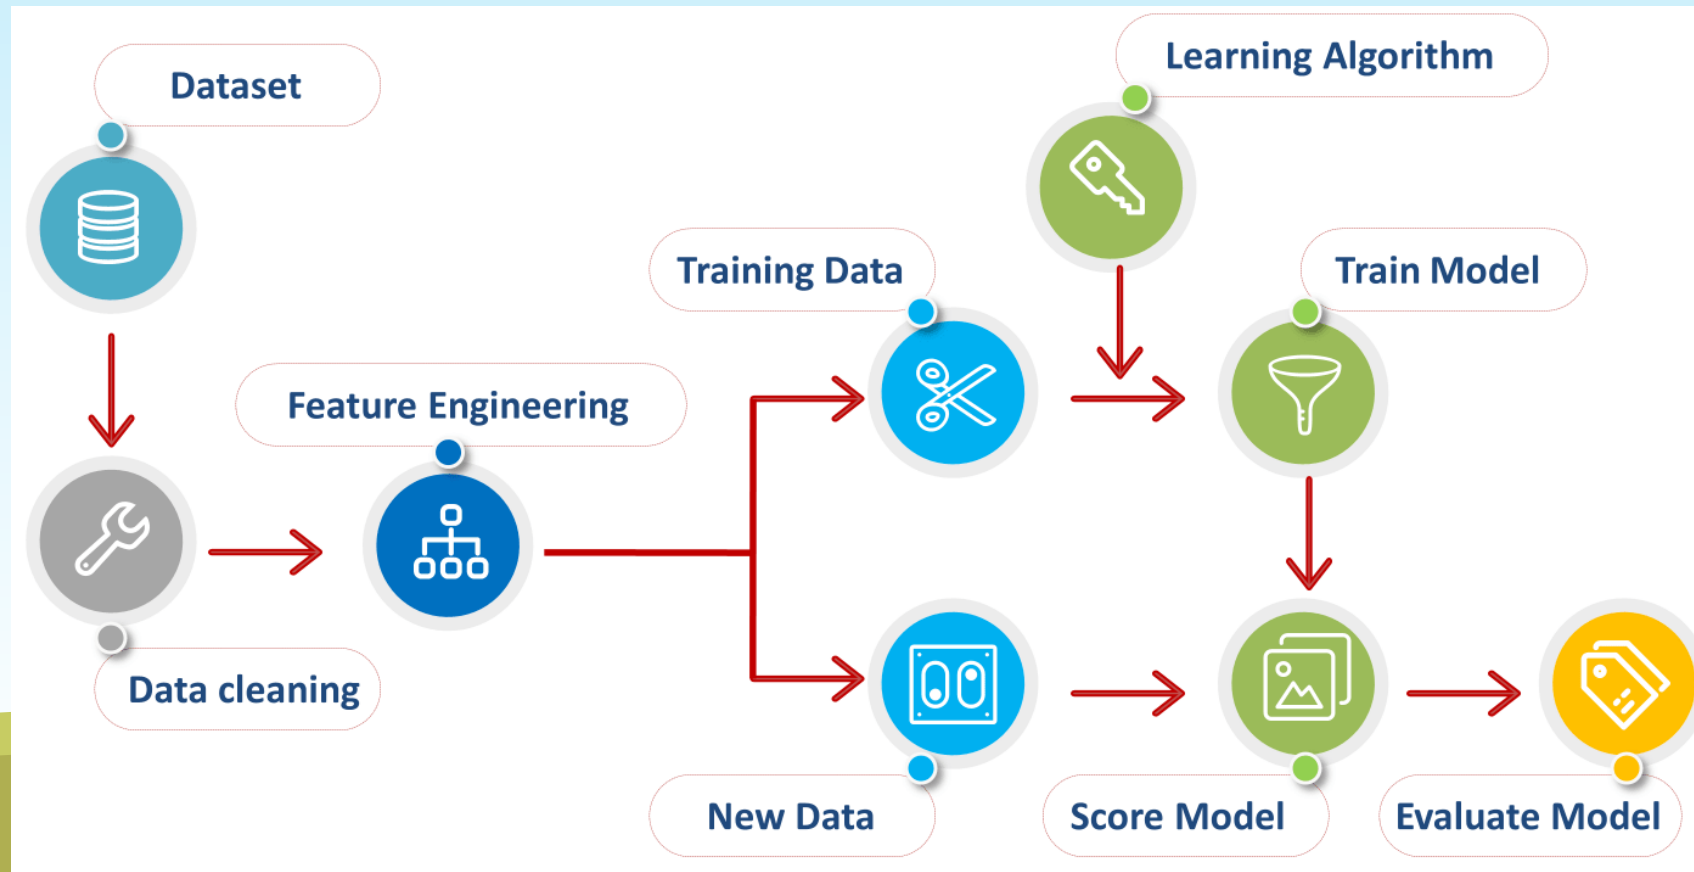 Dataset
Learning Algorithm
Training Data
Train Model
Feature Engineering
Data cleaning
New Data
Score Model
Evaluate Model